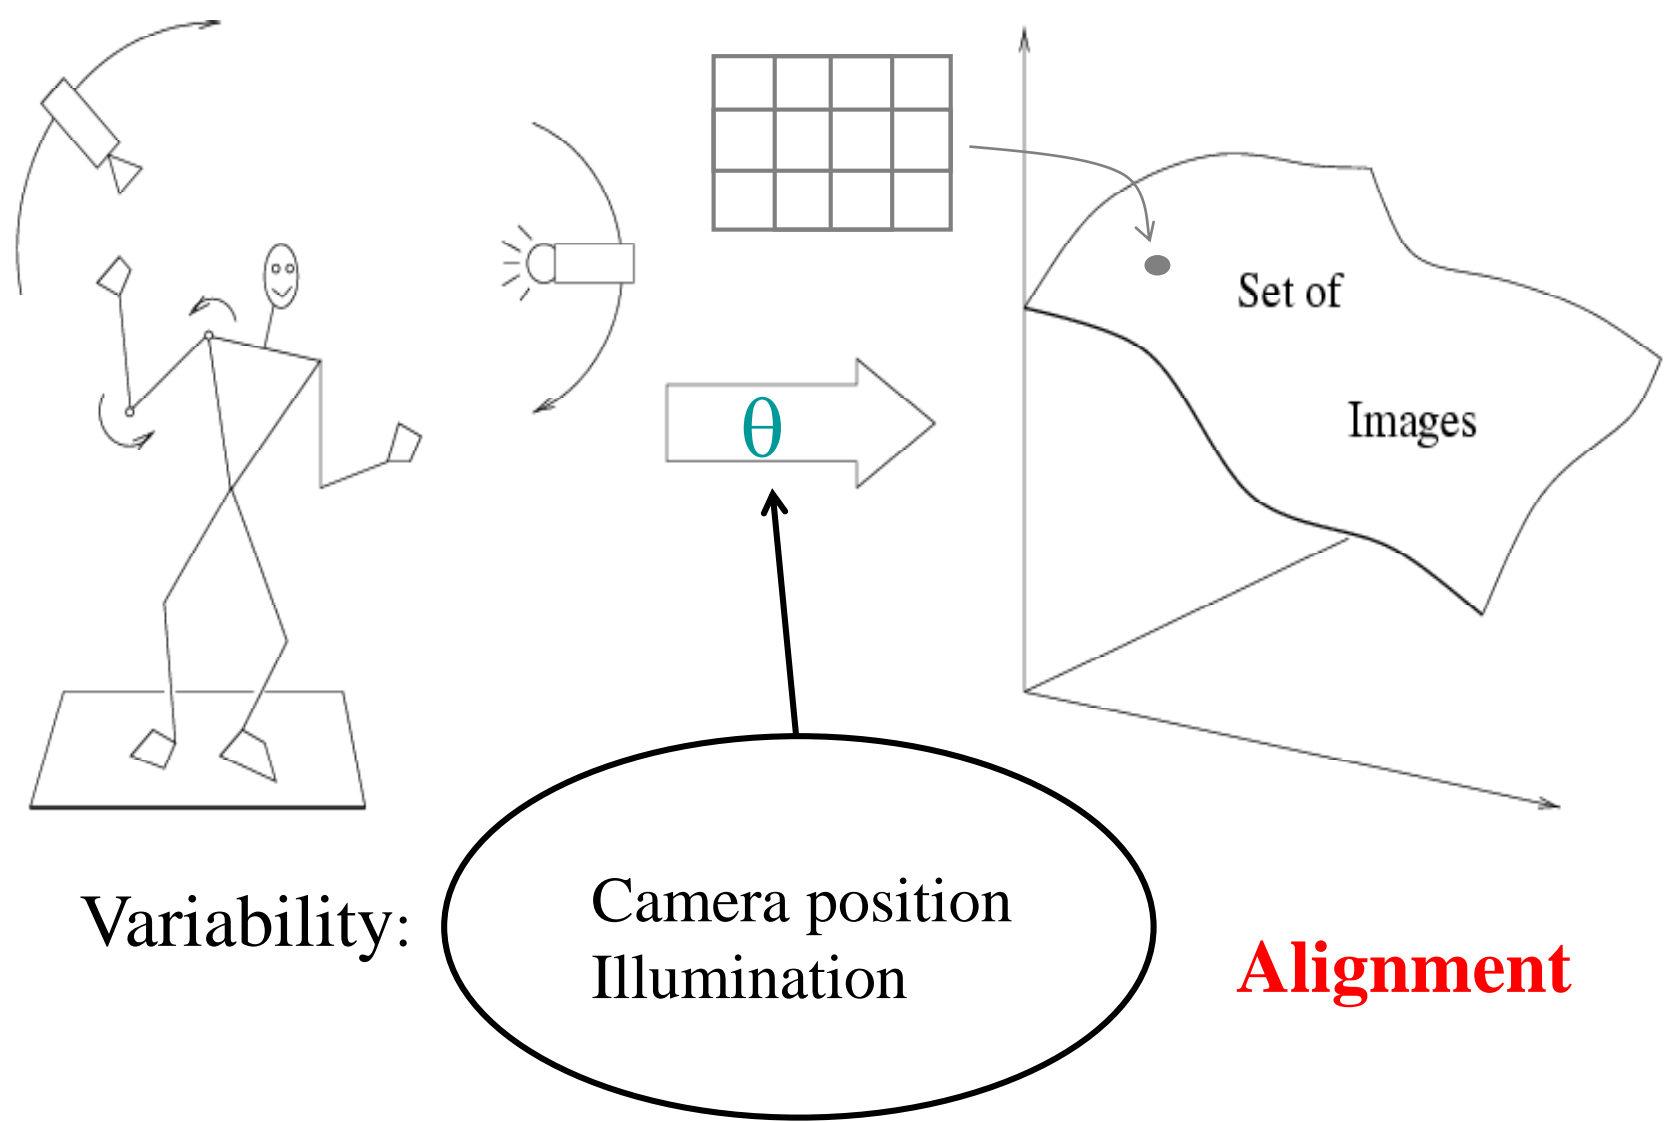 Set of
Images
θ
Variability:
Camera position
Illumination
Alignment